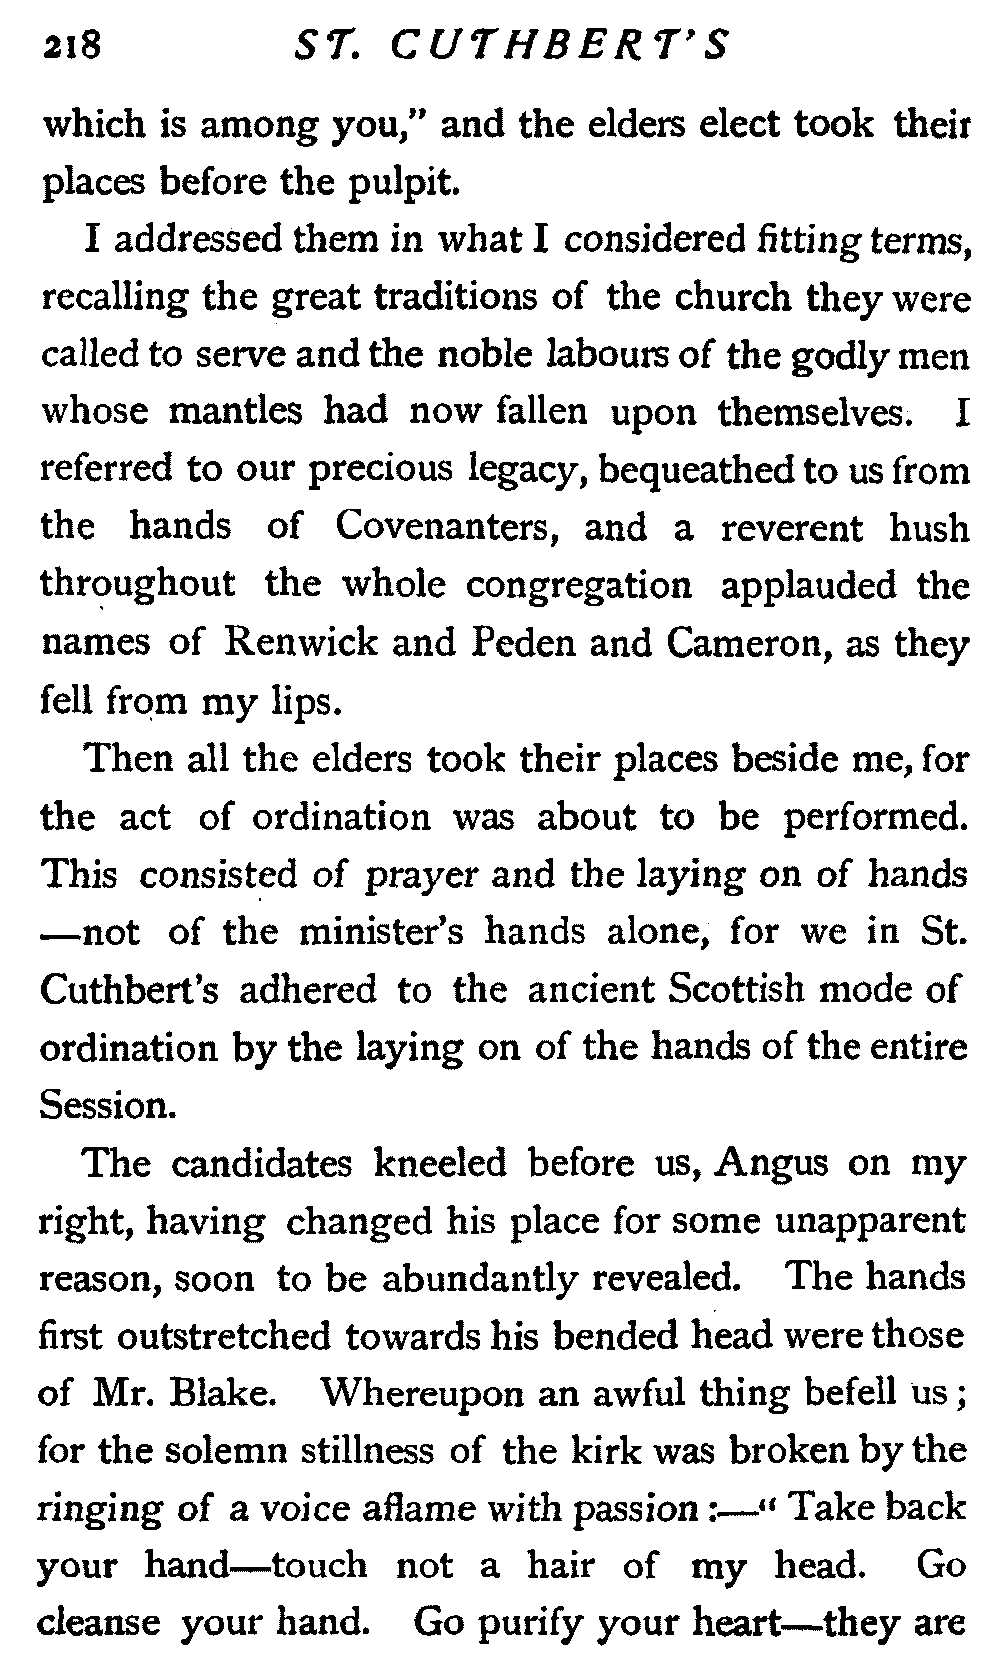 218 ST. CUTHBERT'S
which is among you,” and the elders elect took their
places before the pulpit.
I addressed them in what I considered fitting terms,
recalling the great traditions of the church they were
called to serve and the noble labours of the godly men
whose mantles had now fallen upon themselves. I
referred to our precious legacy, bequeathed to us from
the hands of Covenanters, and a reverent hush
throughout the whole congregation applauded the
names of Renwick and Peden and Cameron, as they
fell from my lips.
Then all the elders took their places beside me, for
the act of ordination was about to be performed.
This consisted of prayer and the laying on of hands
—not of the minister's hands alone, for we in St.
Cuthbert's adhered to the ancient Scottish mode of
ordination by the laying on of the hands of the entire
Session.
The candidates kneeled before us, Angus on my
right, having changed his place for some unapparent
reason, soon to be abundantly revealed. The hands
first outstretched towards his bended head were those
of Mr. Blake. Whereupon an awful thing befell us;
for the solemn stillness of the kirk was broken by the
ringing of a voice aflame with passion:—“ Take back
your hand—touch not a hair of my head. Go
cleanse your hand. Go purify your heart—they are